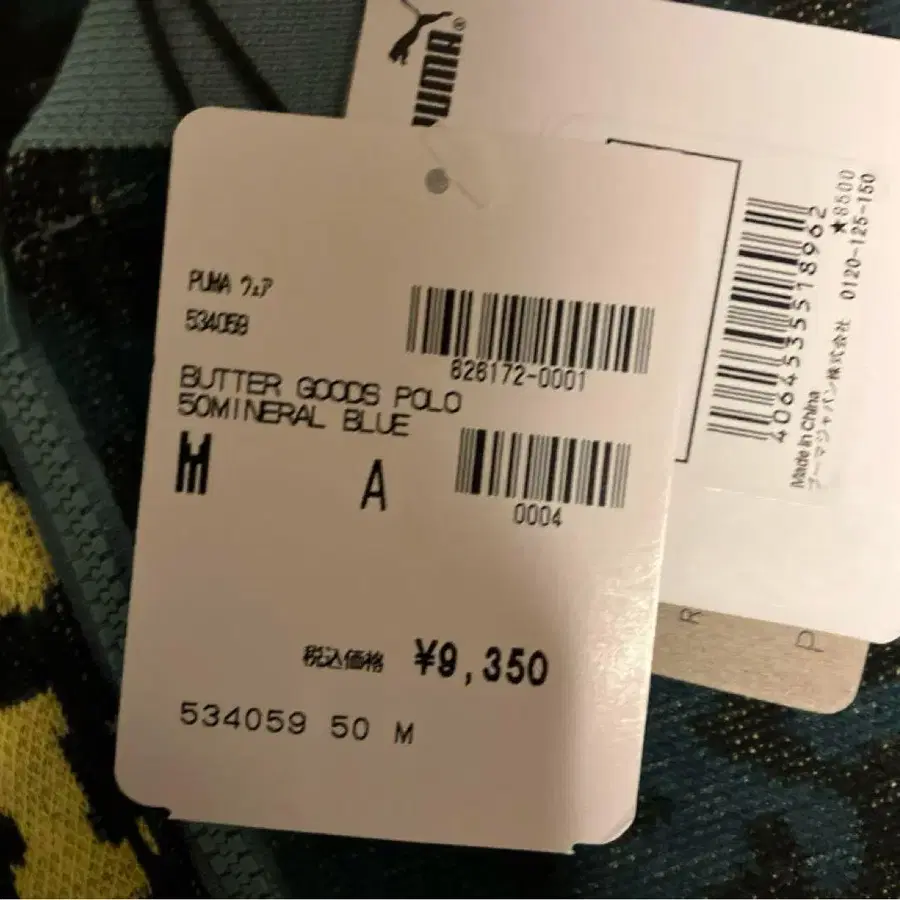 PUMA®
PUMA ウェア
534059
826172-0001
BUTTER GOODS POLO
50MINERAL BLUE
M
A
0004
税込価格 ¥9,350
534059 50 M
4064535518962
Made in China
プーマジャパン株式会社 0120-125-150
★8500
R
P